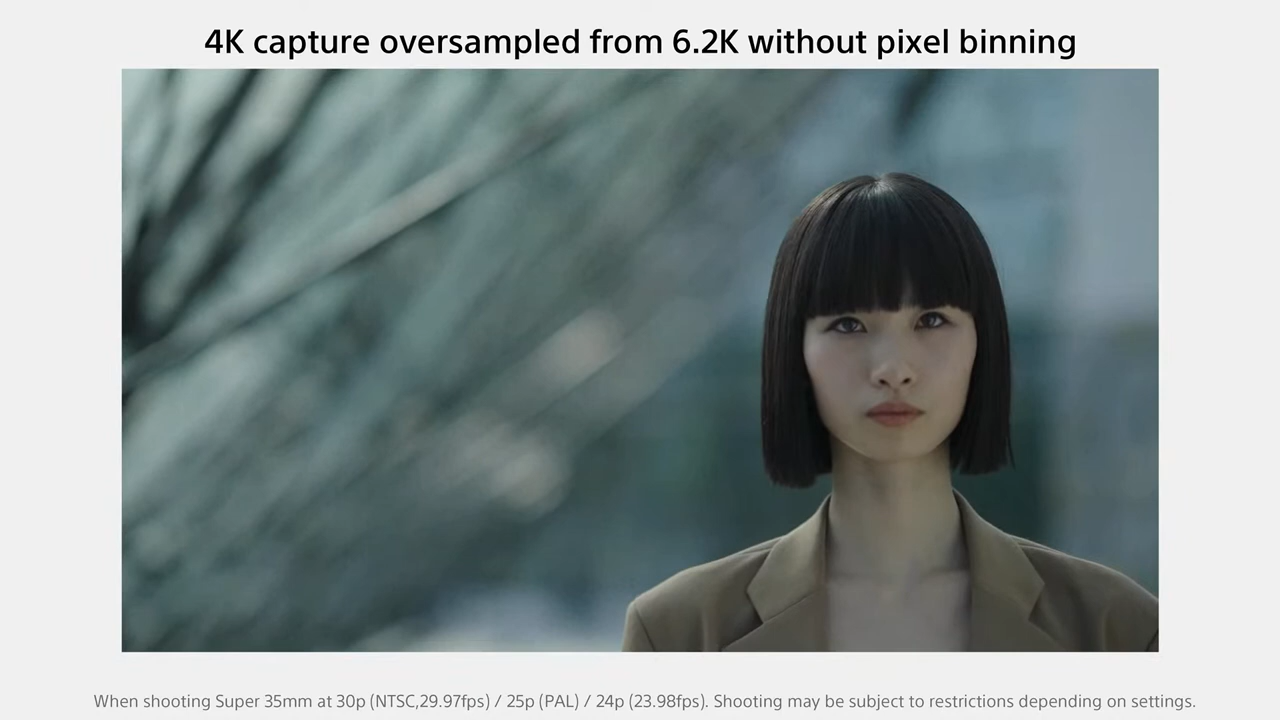 4K capture oversampled from 6.2K without pixel binning
When shooting Super 35mm at 30p (NTSC,29.97fps) / 25p (PAL) / 24p (23.98fps). Shooting may be subject to restrictions depending on settings.